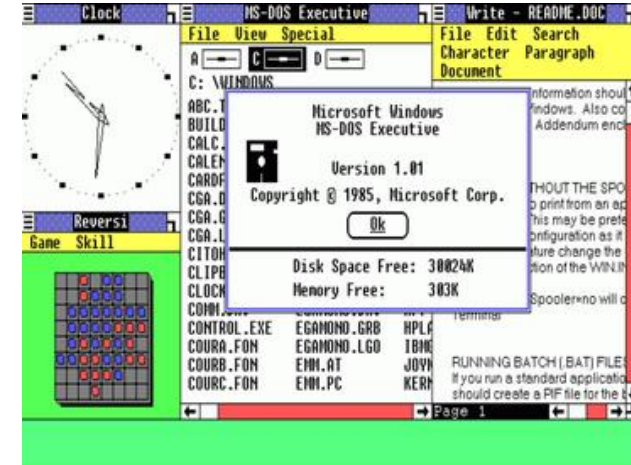 Clock
MS-DOS Executive
File View Special
A C D
C: \WINDOWS
ABC.T
BUILD
CALC.
CALEN
CARDF
CGA.D
CGA.G
CGA.L
CITOH
CLIPB
CLOCK
CONTROL.EXE EGAMONO.GRB HPLA
COURA.FON EGAMONO.LGO IBMG
COURB.FON EMM.AT JOYM
COURC.FON EMM.PC KERN
Microsoft Windows
MS-DOS Executive
Version 1.01
Copyright © 1985, Microsoft Corp.
Ok
Disk Space Free: 30024K
Memory Free: 303K
Reversi
Game Skill
Write - README.DOC
File Edit Search
Character Paragraph
Document
nformation shoul
indows. Also co
Addendum encl
THOUT THE SPO
print from an ap
his may be prefe
onfiguration as it
ature change the
tion of the WIN.IN
Spooler=no will d
Terminal
RUNNING BATCH (.BAT) FILES
If you run a standard applicatio
should create a PIF file for the b
Page 1